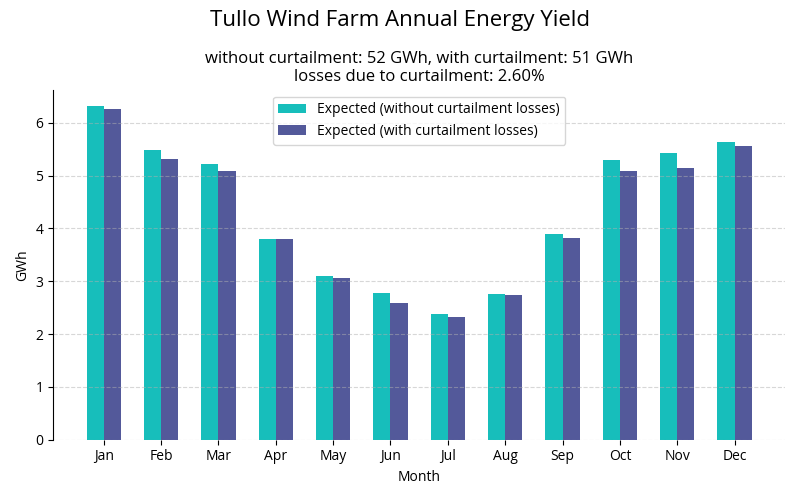 Tullo Wind Farm Annual Energy Yield
without curtailment: 52 GWh, with curtailment: 51 GWh
losses due to curtailment: 2.60%
Expected (without curtailment losses)
Expected (with curtailment losses)
GWh
6
5
4
3
2
1
0
Jan Feb Mar Apr May Jun Jul Aug Sep Oct Nov Dec
Month